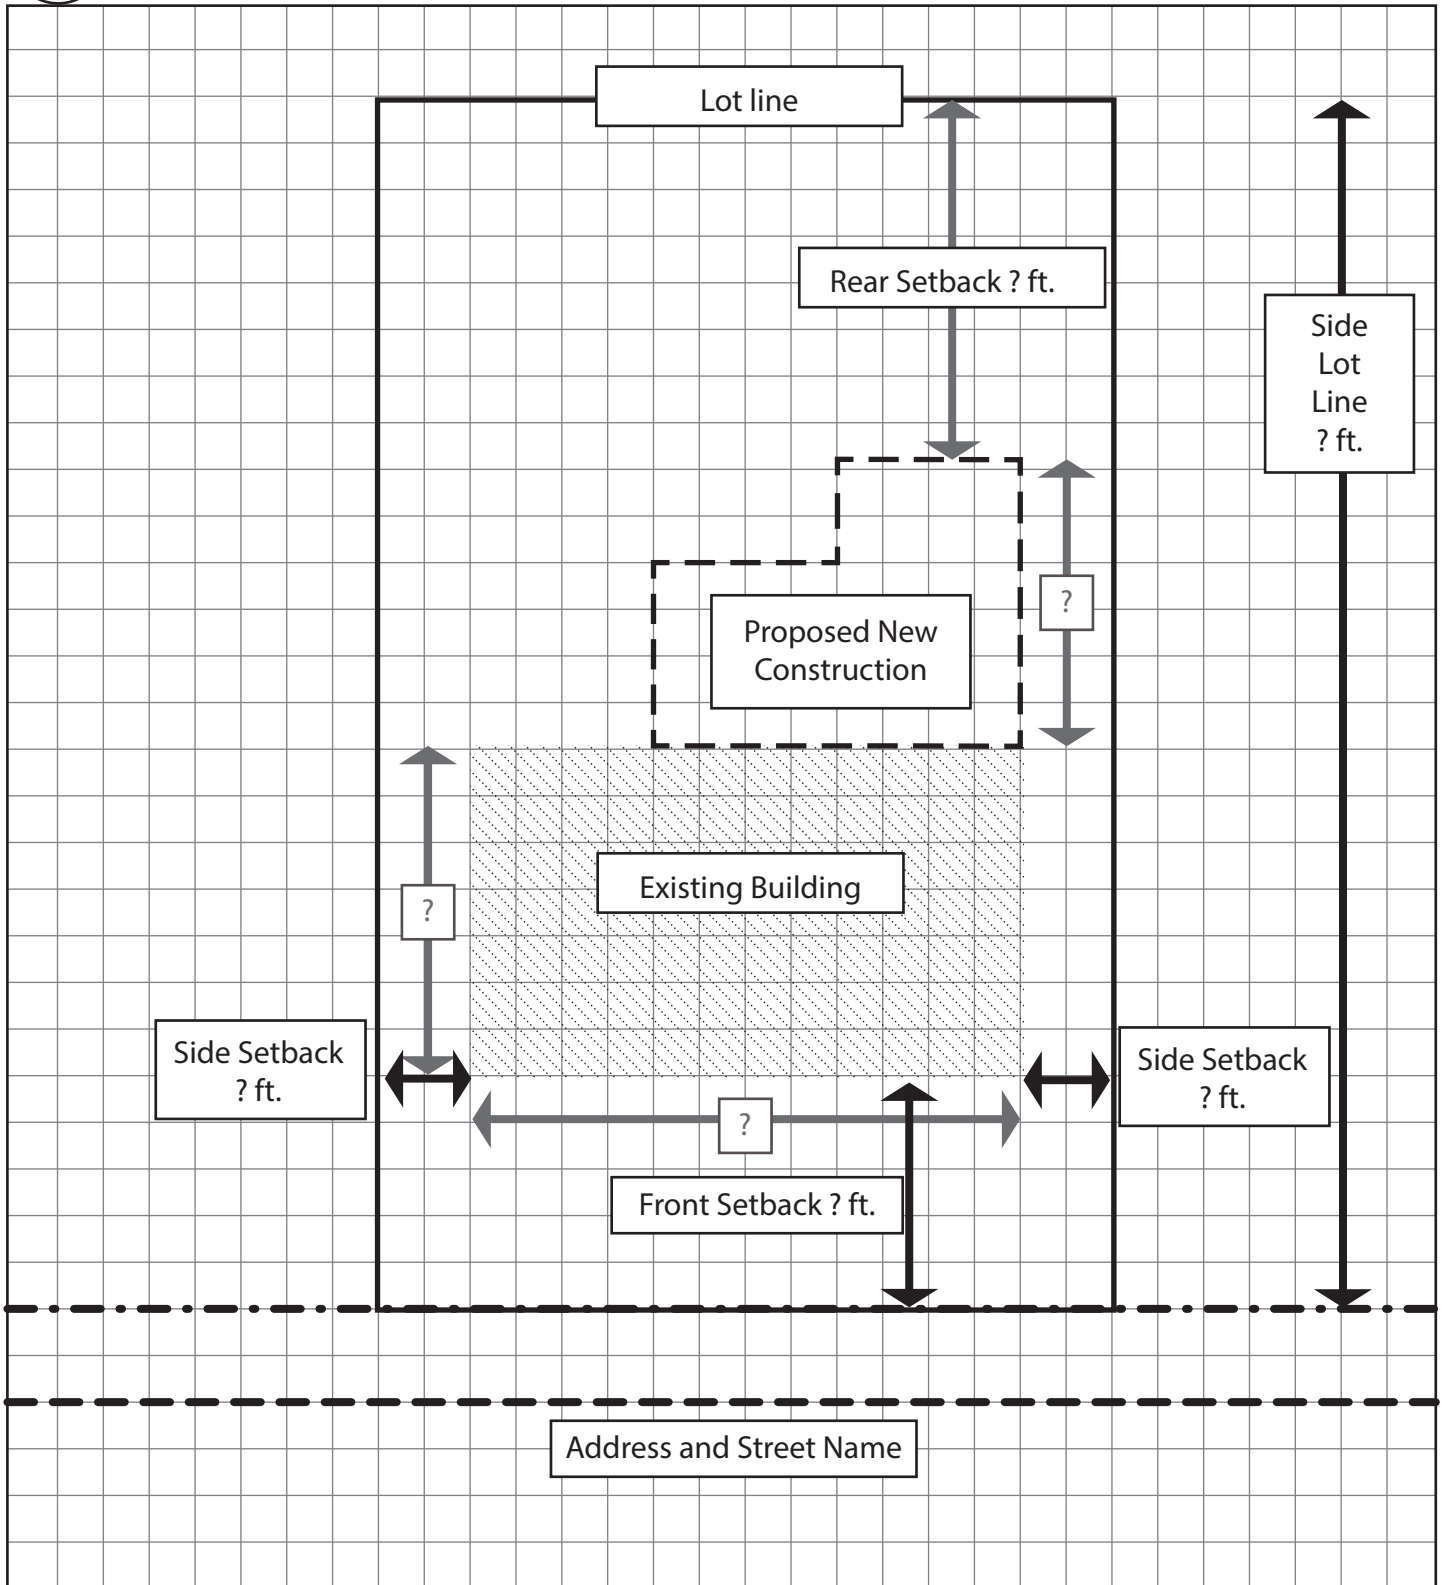 Lot line
Rear Setback ? ft.
Side
Lot
Line
? ft.
?
Proposed New
Construction
Existing Building
?
Side Setback
? ft.
Side Setback
? ft.
?
Front Setback ? ft.
Address and Street Name